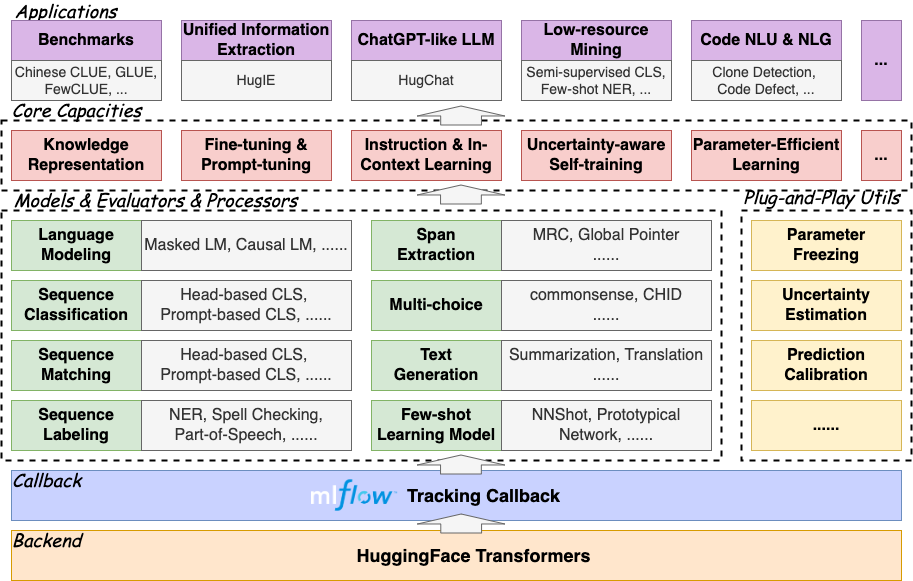 Applications
Benchmarks
Chinese CLUE, GLUE,
FewCLUE, ...
Unified Information
Extraction
HugIE
ChatGPT-like LLM
HugChat
Low-resource
Mining
Semi-supervised CLS,
Few-shot NER, ...
Code NLU & NLG
Clone Detection,
Code Defect, ...
...
Core Capacities
Knowledge
Representation
Fine-tuning &
Prompt-tuning
Instruction & In-
Context Learning
Uncertainty-aware
Self-training
Parameter-Efficient
Learning
...
Models & Evaluators & Processors
Language
Modeling
Masked LM, Causal LM, ......
Span
Extraction
MRC, Global Pointer
......
Sequence
Classification
Head-based CLS,
Prompt-based CLS, ......
Multi-choice
commonsense, CHID
......
Sequence
Matching
Head-based CLS,
Prompt-based CLS, ......
Text
Generation
Summarization, Translation
......
Sequence
Labeling
NER, Spell Checking,
Part-of-Speech, ......
Few-shot
Learning Model
NNShot, Prototypical
Network, ......
Plug-and-Play Utils
Parameter
Freezing
Uncertainty
Estimation
Prediction
Calibration
......
Callback
mlflow Tracking Callback
Backend
HuggingFace Transformers